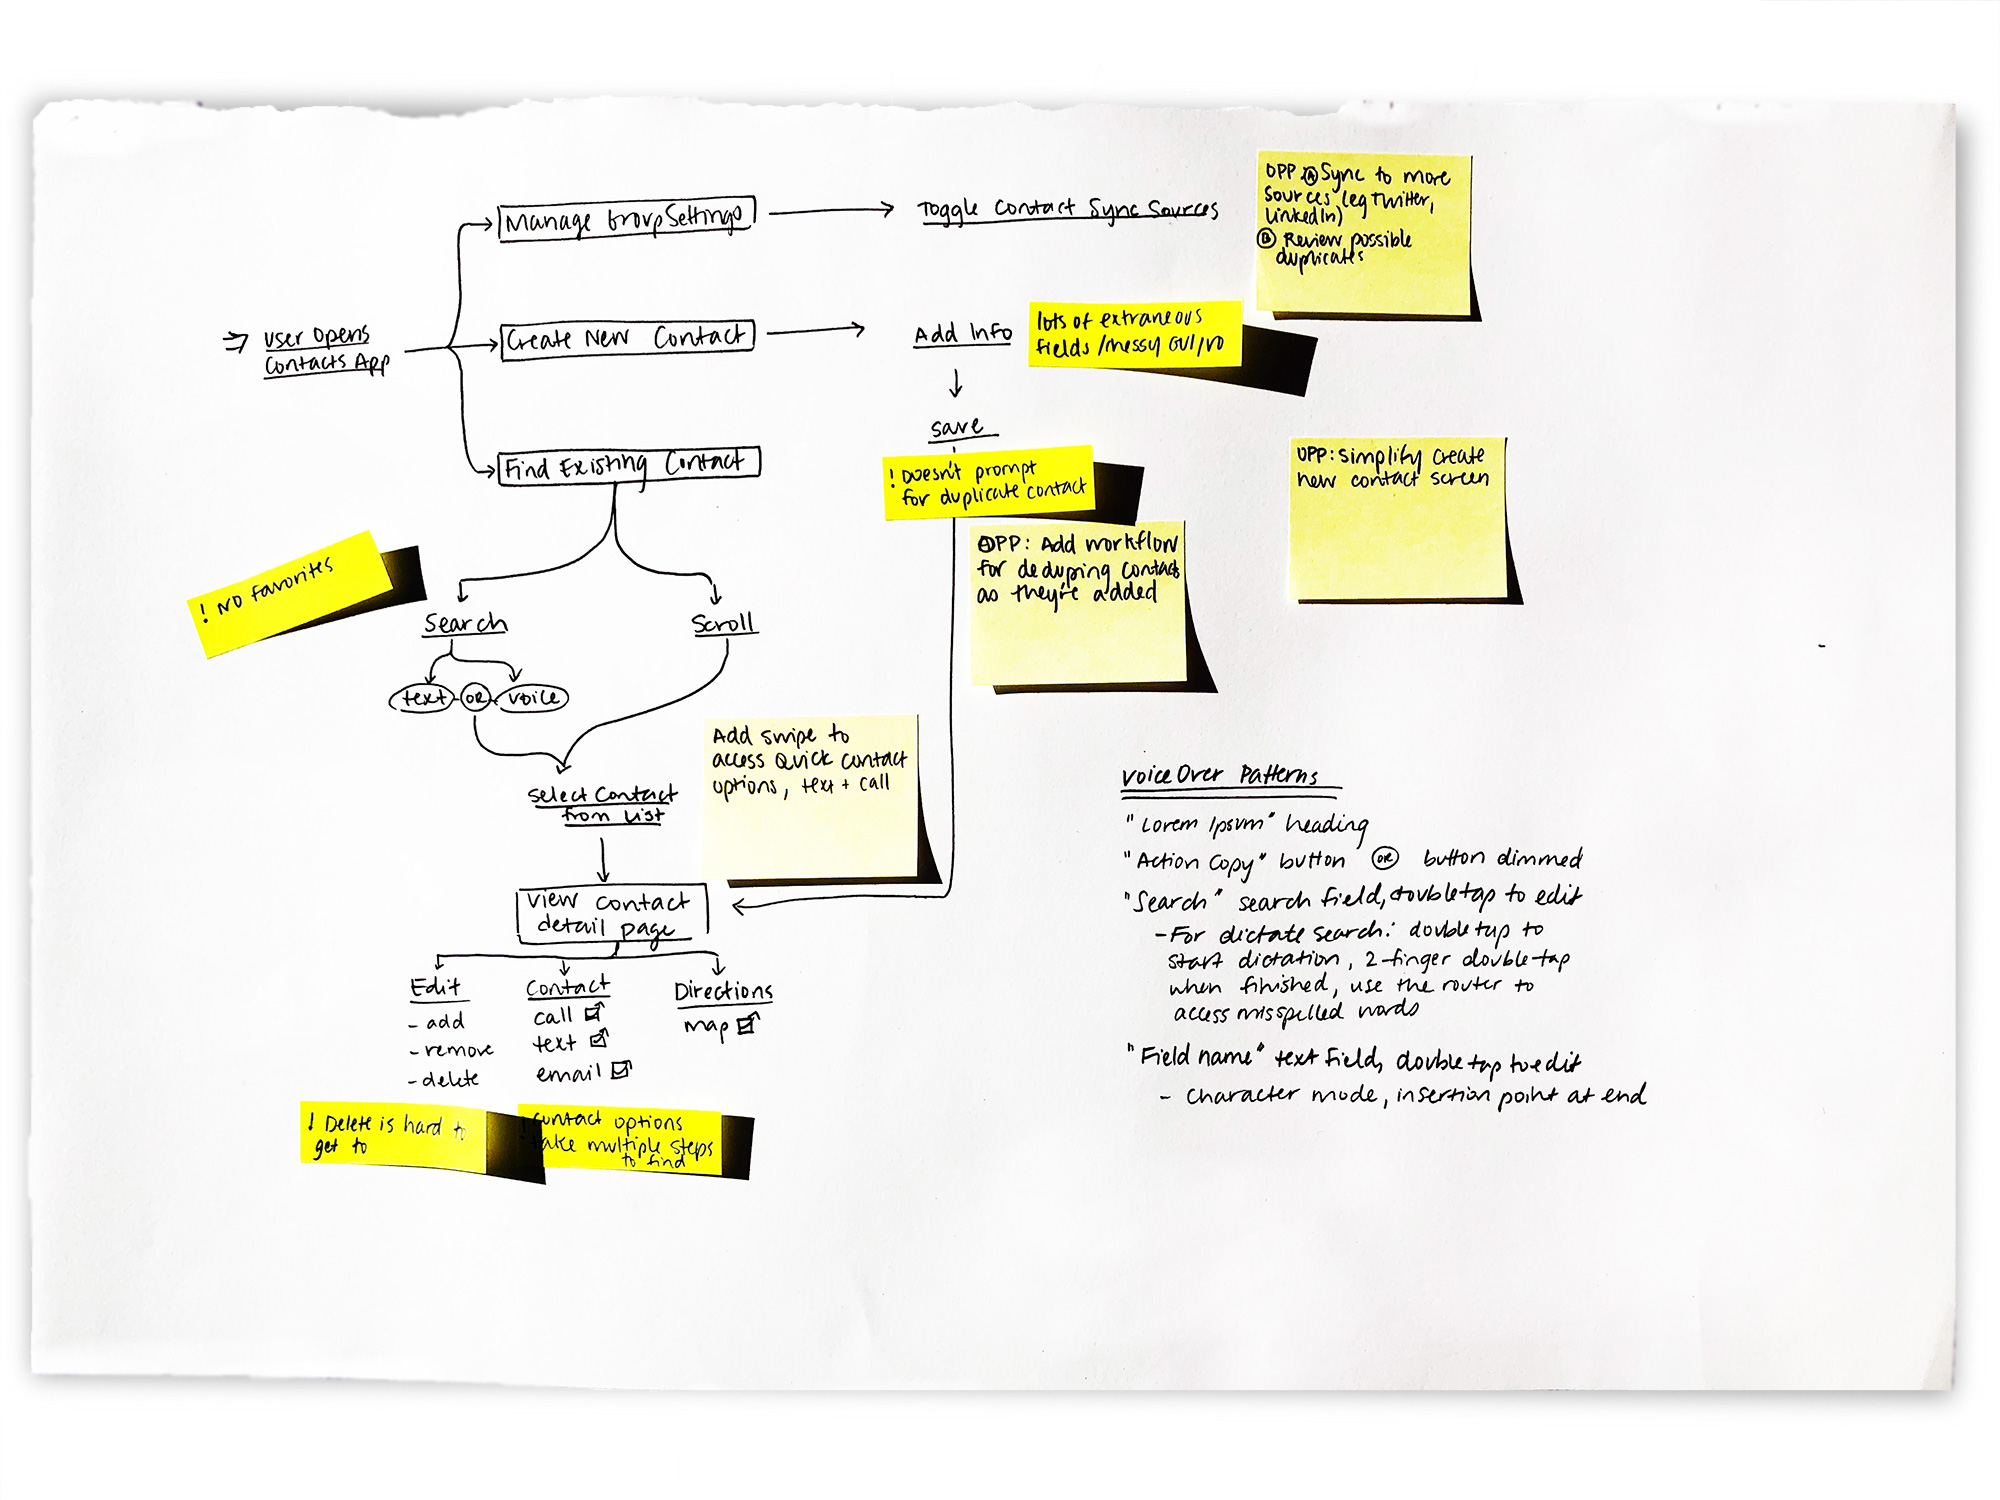 Manage Group Settings
Toggle Contact Sync Sources
OPP: Ⓐ Sync to more
Sources (eg Twitter,
LinkedIn)
Ⓑ Review possible
duplicates
User Opens
Contacts App
Create New Contact
Add Info
lots of extraneous
fields/messy GUI/VO
Save
! Doesn't prompt
for duplicate contact
OPP: Add workflow
for deduping contacts
as they're added
OPP: Simplify create
new contact screen
Find Existing Contact
! No Favorites
Search
Scroll
text OR voice
Select Contact
from List
Add swipe to
access Quick contact
options, text + call
View contact
detail page
Edit
- add
- remove
- delete
Contact
call
text
email
Directions
map
! Delete is hard to
get to
! Contact options
take multiple steps
to find
VoiceOver Patterns
"Lorem Ipsum" heading
"Action Copy" button OR button dimmed
"Search" search field, double tap to edit
- For dictate search: double tap to
start dictation, 2-finger double-tap
when finished, use the router to
access misspelled words
"Field name" text field, double tap to edit
- character mode, insertion point at end